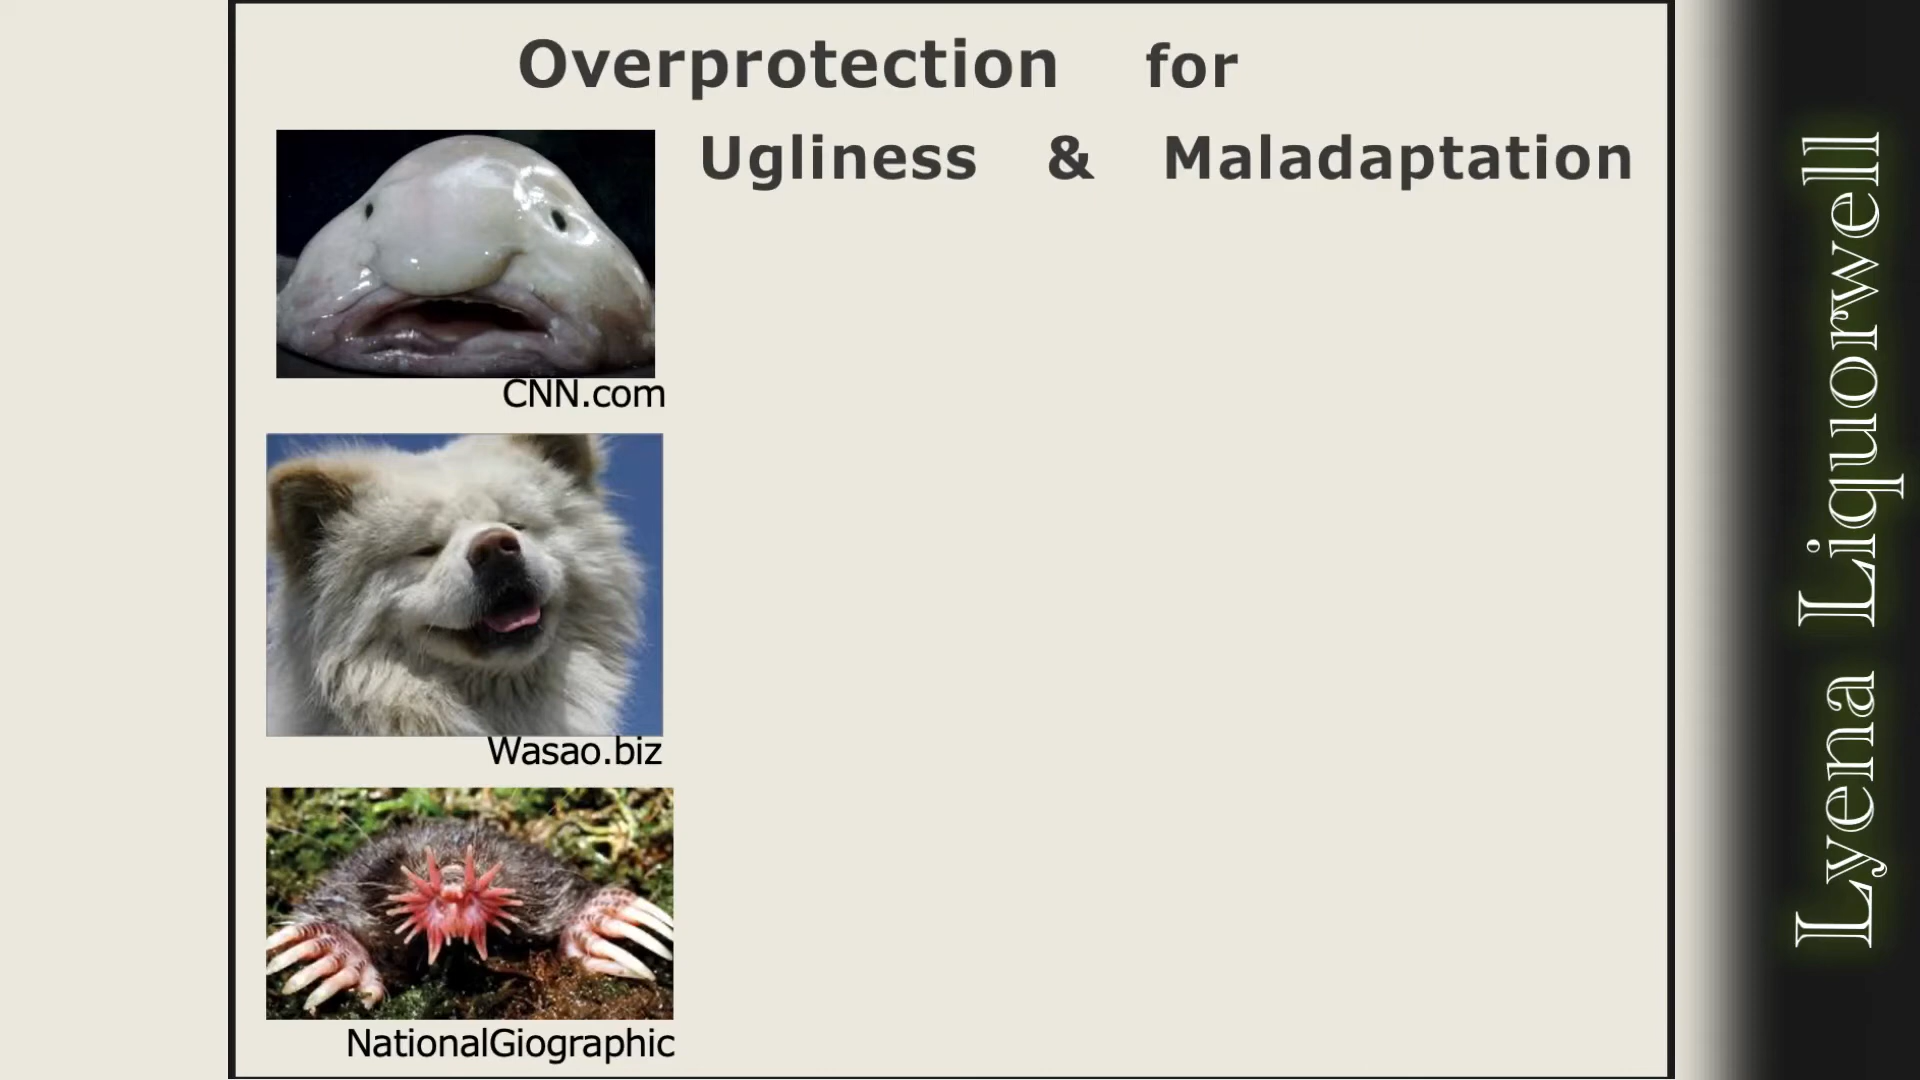 Overprotection for
Ugliness & Maladaptation
CNN.com
Wasao.biz
NationalGiographic
Lyena Liquorwell